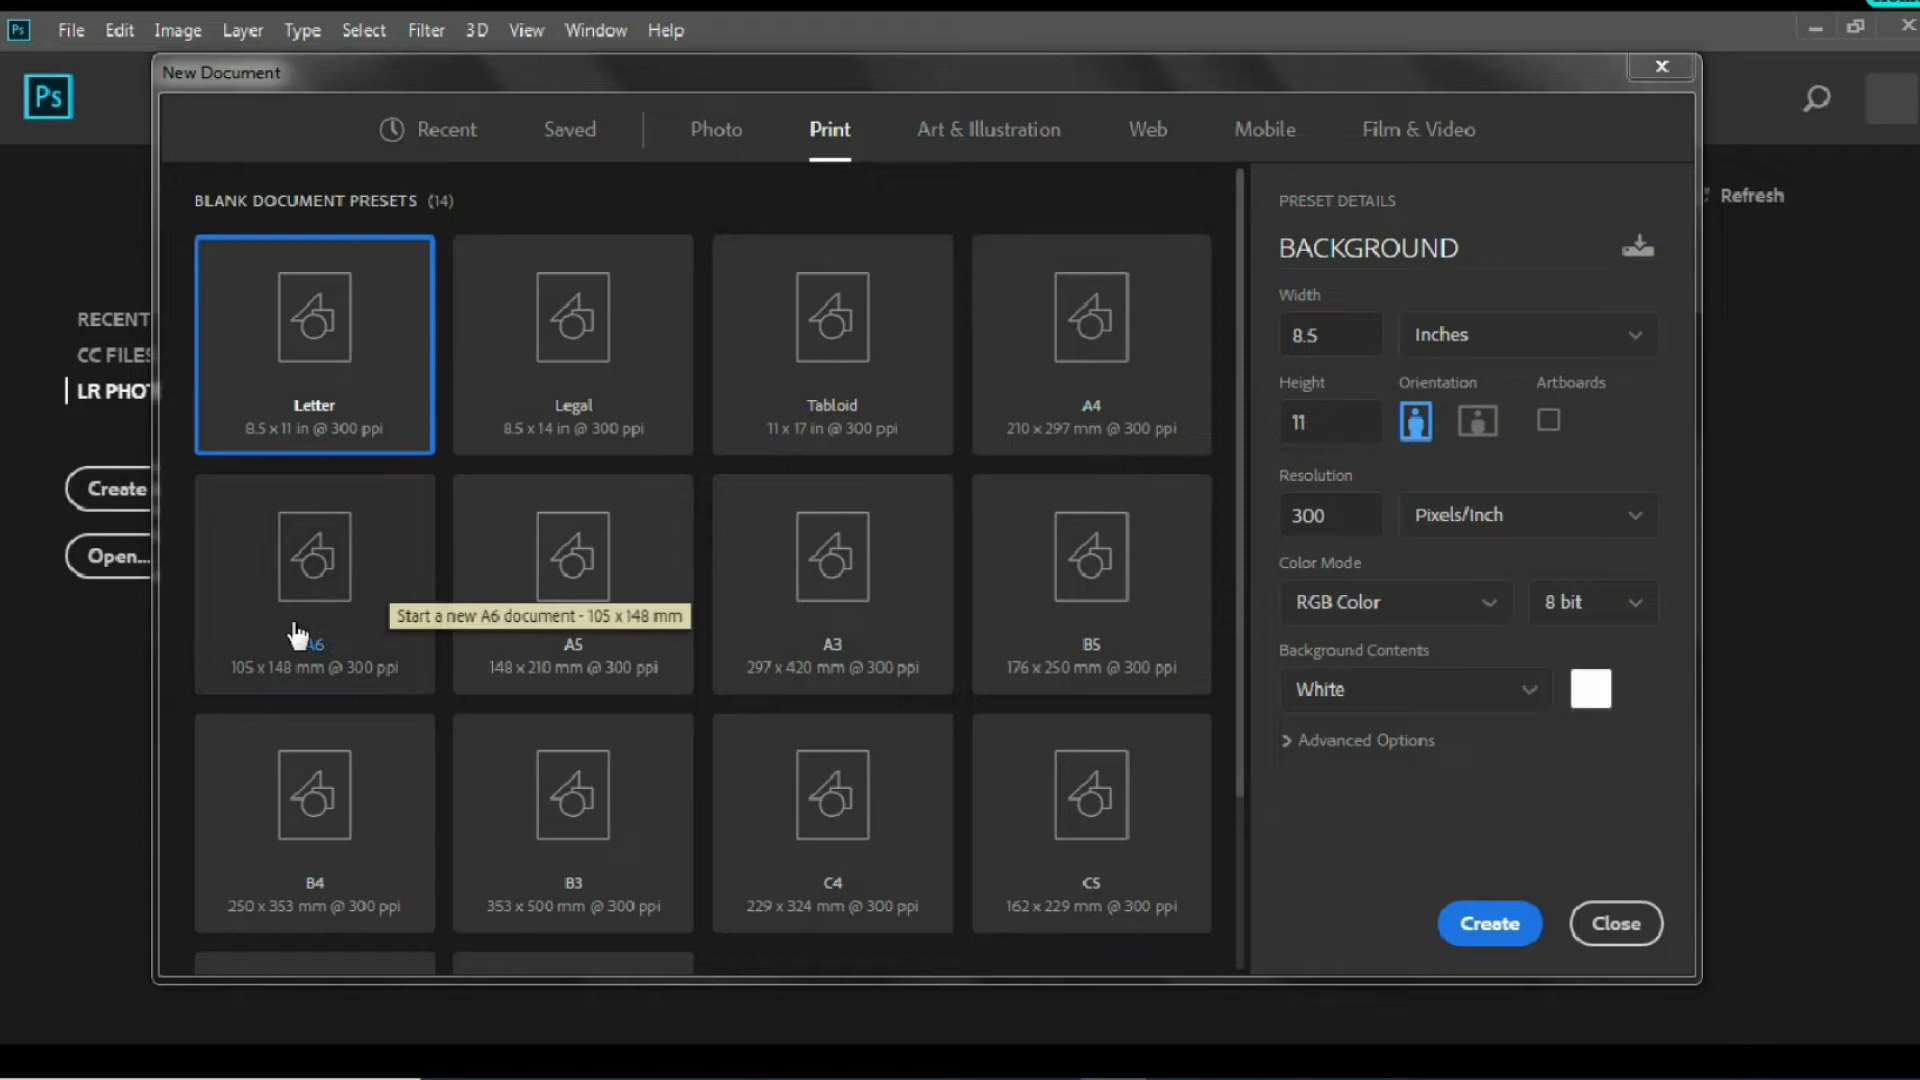 Ps File Edit Image Layer Type Select Filter 3D View Window Help
New Document
Ps
Recent Saved Photo Print Art & Illustration Web Mobile Film & Video
BLANK DOCUMENT PRESETS (14)
PRESET DETAILS
Refresh
BACKGROUND
Width
8.5 Inches
RECENT
CC FILES
LR PHO
Create
Open...
Height Orientation Artboards
11
Letter Legal Tabloid A4
8.5 x 11 in @ 300 ppi 8.5 x 14 in @ 300 ppi 11 x 17 in @ 300 ppi 210 x 297 mm @ 300 ppi
Resolution
300 Pixels/Inch
Color Mode
RGB Color 8 bit
Start a new A6 document - 105 x 148 mm
A6 A5 A3 B5
105 x 148 mm @ 300 ppi 148 x 210 mm @ 300 ppi 297 x 420 mm @ 300 ppi 176 x 250 mm @ 300 ppi
Background Contents
White
Advanced Options
B4 B3 C4 C5
250 x 353 mm @ 300 ppi 353 x 500 mm @ 300 ppi 229 x 324 mm @ 300 ppi 162 x 229 mm @ 300 ppi
Create Close